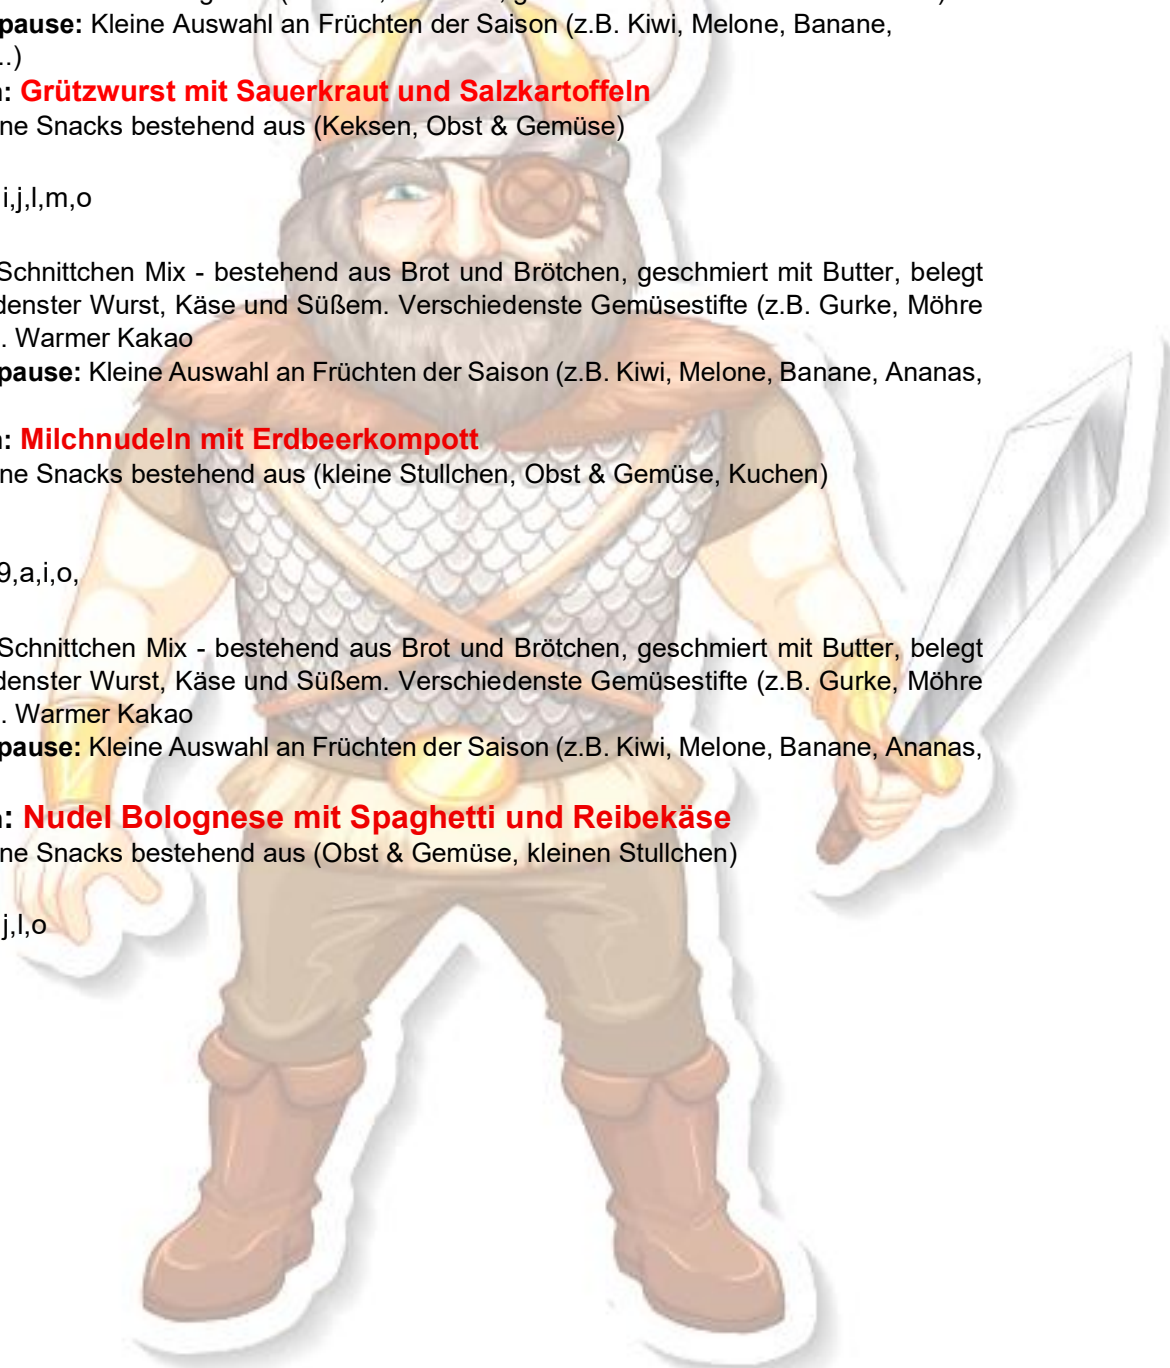 pause: Kleine Auswahl an Früchten der Saison (z.B. Kiwi, Melone, Banane,
..)
: Grützwurst mit Sauerkraut und Salzkartoffeln
ne Snacks bestehend aus (Keksen, Obst & Gemüse)
i,j,l,m,o
Schnittchen Mix - bestehend aus Brot und Brötchen, geschmiert mit Butter, belegt
denster Wurst, Käse und Süßem. Verschiedenste Gemüsestifte (z.B. Gurke, Möhre
. Warmer Kakao
pause: Kleine Auswahl an Früchten der Saison (z.B. Kiwi, Melone, Banane, Ananas,
: Milchnudeln mit Erdbeerkompott
ne Snacks bestehend aus (kleine Stullchen, Obst & Gemüse, Kuchen)
9,a,i,o,
Schnittchen Mix - bestehend aus Brot und Brötchen, geschmiert mit Butter, belegt
denster Wurst, Käse und Süßem. Verschiedenste Gemüsestifte (z.B. Gurke, Möhre
. Warmer Kakao
pause: Kleine Auswahl an Früchten der Saison (z.B. Kiwi, Melone, Banane, Ananas,
: Nudel Bolognese mit Spaghetti und Reibekäse
ne Snacks bestehend aus (Obst & Gemüse, kleinen Stullchen)
j,l,o